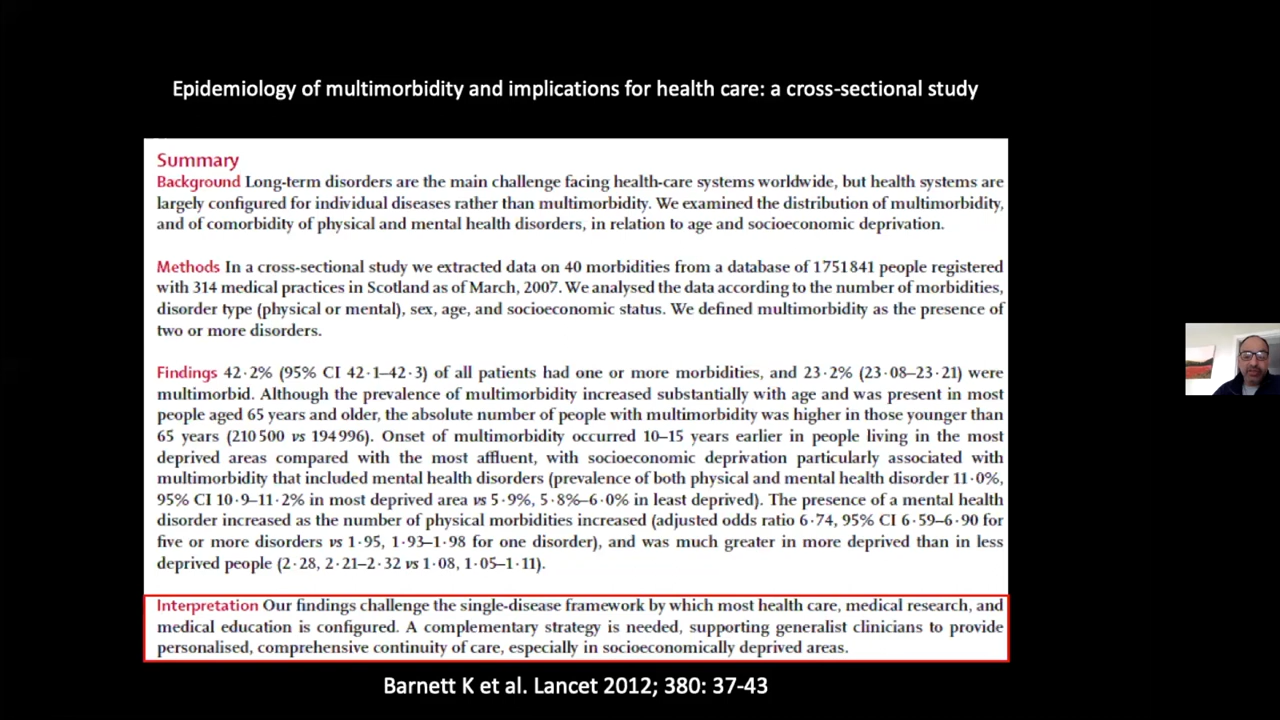 Epidemiology of multimorbidity and implications for health care: a cross-sectional study
Summary
Background Long-term disorders are the main challenge facing health-care systems worldwide, but health systems are
largely configured for individual diseases rather than multimorbidity. We examined the distribution of multimorbidity,
and of comorbidity of physical and mental health disorders, in relation to age and socioeconomic deprivation.
Methods In a cross-sectional study we extracted data on 40 morbidities from a database of 1751841 people registered
with 314 medical practices in Scotland as of March, 2007. We analysed the data according to the number of morbidities,
disorder type (physical or mental), sex, age, and socioeconomic status. We defined multimorbidity as the presence of
two or more disorders.
Findings 42·2% (95% CI 42·1–42·3) of all patients had one or more morbidities, and 23·2% (23·08–23·21) were
multimorbid. Although the prevalence of multimorbidity increased substantially with age and was present in most
people aged 65 years and older, the absolute number of people with multimorbidity was higher in those younger than
65 years (210 500 vs 194 996). Onset of multimorbidity occurred 10–15 years earlier in people living in the most
deprived areas compared with the most affluent, with socioeconomic deprivation particularly associated with
multimorbidity that included mental health disorders (prevalence of both physical and mental health disorder 11·0%,
95% CI 10·9–11·2% in most deprived area vs 5·9%, 5·8%–6·0% in least deprived). The presence of a mental health
disorder increased as the number of physical morbidities increased (adjusted odds ratio 6·74, 95% CI 6·59–6·90 for
five or more disorders vs 1·95, 1·93–1·98 for one disorder), and was much greater in more deprived than in less
deprived people (2·28, 2·21–2·32 vs 1·08, 1·05–1·11).
Interpretation Our findings challenge the single-disease framework by which most health care, medical research, and
medical education is configured. A complementary strategy is needed, supporting generalist clinicians to provide
personalised, comprehensive continuity of care, especially in socioeconomically deprived areas.
Barnett K et al. Lancet 2012; 380: 37-43